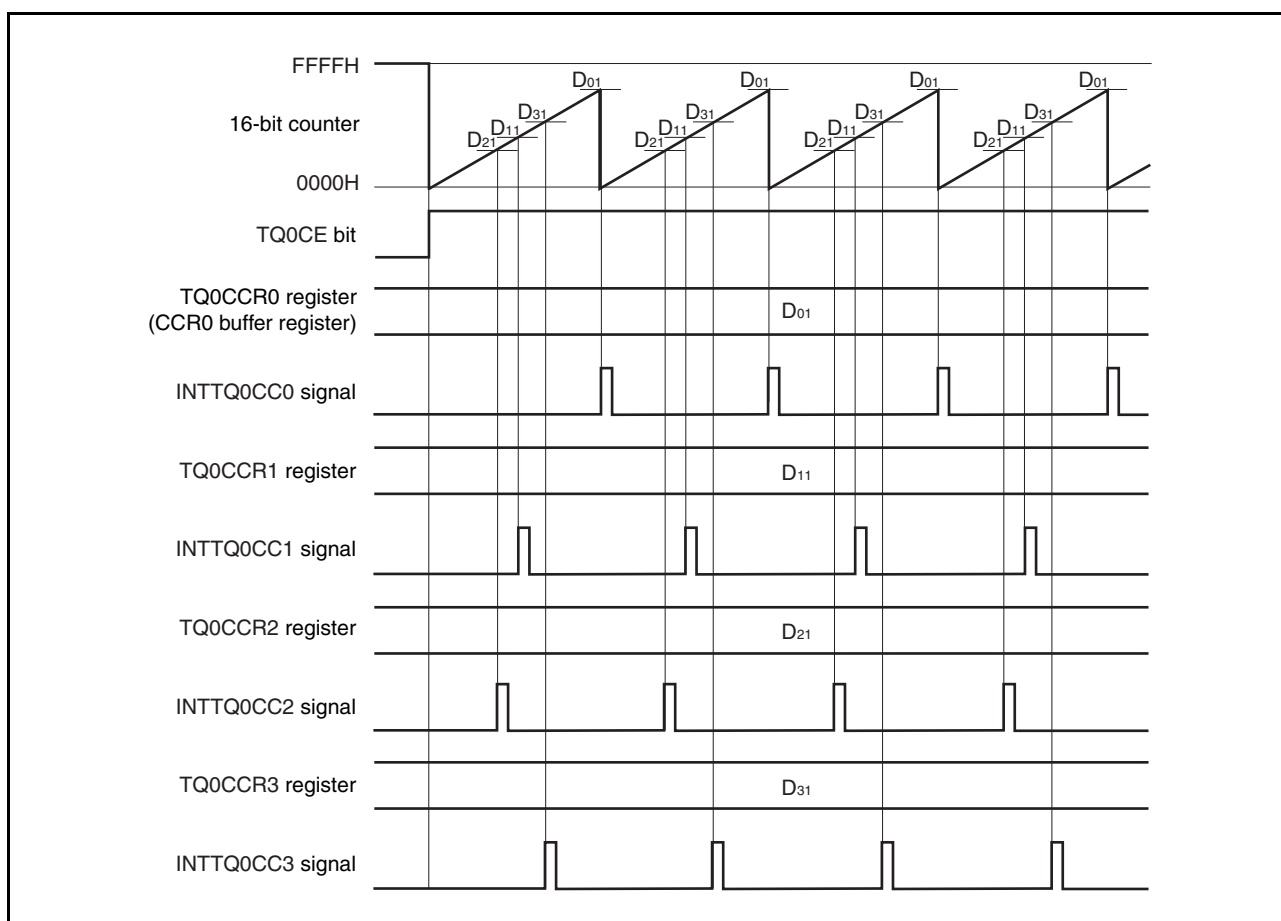 FFFFH
D01 D01 D01 D01
16-bit counter
D31 D31 D31 D31
D11 D11 D11 D11
D21 D21 D21 D21
0000H
TQ0CE bit
TQ0CCR0 register
(CCR0 buffer register)
D01
INTTQ0CC0 signal
TQ0CCR1 register
D11
INTTQ0CC1 signal
TQ0CCR2 register
D21
INTTQ0CC2 signal
TQ0CCR3 register
D31
INTTQ0CC3 signal